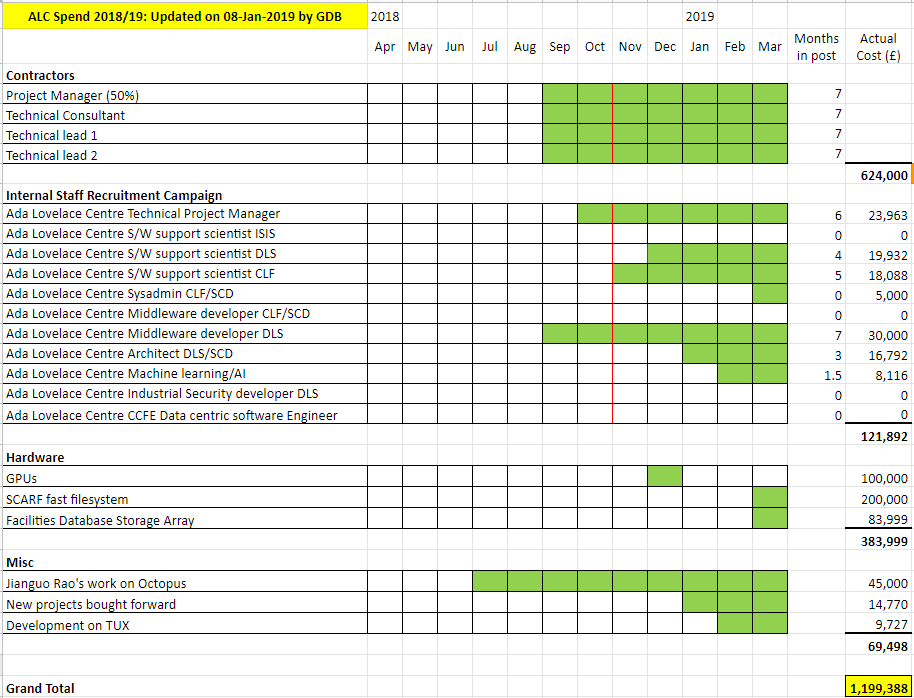 ALC Spend 2018/19: Updated on 08-Jan-2019 by GDB 2018 2019
Apr May Jun Jul Aug Sep Oct Nov Dec Jan Feb Mar Months in post Actual Cost (£)
Contractors
Project Manager (50%) 7
Technical Consultant 7
Technical lead 1 7
Technical lead 2 7
624,000
Internal Staff Recruitment Campaign
Ada Lovelace Centre Technical Project Manager 6 23,963
Ada Lovelace Centre S/W support scientist ISIS 0 0
Ada Lovelace Centre S/W support scientist DLS 4 19,932
Ada Lovelace Centre S/W support scientist CLF 5 18,088
Ada Lovelace Centre Sysadmin CLF/SCD 0 5,000
Ada Lovelace Centre Middleware developer CLF/SCD 0 0
Ada Lovelace Centre Middleware developer DLS 7 30,000
Ada Lovelace Centre Architect DLS/SCD 3 16,792
Ada Lovelace Centre Machine learning/AI 1.5 8,116
Ada Lovelace Centre Industrial Security developer DLS 0 0
Ada Lovelace Centre CCFE Data centric software Engineer 0 0
121,892
Hardware
GPUs 100,000
SCARF fast filesystem 200,000
Facilities Database Storage Array 83,999
383,999
Misc
Jianguo Rao's work on Octopus 45,000
New projects bought forward 14,770
Development on TUX 9,727
69,498
Grand Total 1,199,388